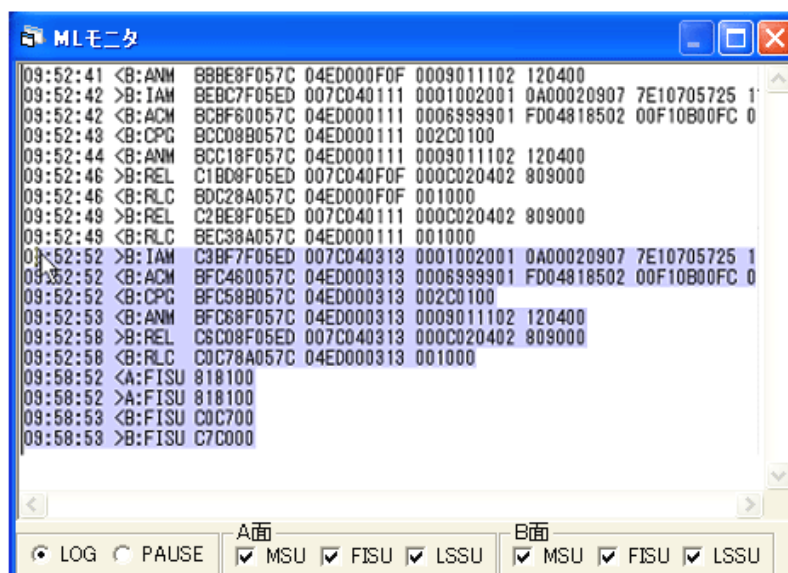 MLモニタ
09:52:41 <B:ANM BBBE8F057C 04ED000F0F 0009011102 120400
09:52:42 >B:IAM BEBC7F05ED 007C040111 0001002001 0A00020907 7E10705725 1
09:52:42 <B:ACM BCBF60057C 04ED000111 0006999901 FD04818502 00F10B00FC 0
09:52:43 <B:CPG BCC08B057C 04ED000111 002C0100
09:52:44 <B:ANM BCC18F057C 04ED000111 0009011102 120400
09:52:46 >B:REL C1BD8F05ED 007C040F0F 000C020402 809000
09:52:46 <B:RLC BDC28A057C 04ED000F0F 001000
09:52:49 >B:REL C2BE8F05ED 007C040111 000C020402 809000
09:52:49 <B:RLC BEC38A057C 04ED000111 001000
09:52:52 >B:IAM C3BF7F05ED 007C040313 0001002001 0A00020907 7E10705725 1
09:52:52 <B:ACM BFC460057C 04ED000313 0006999901 FD04818502 00F10B00FC 0
09:52:52 <B:CPG BFC58B057C 04ED000313 002C0100
09:52:53 <B:ANM BFC68F057C 04ED000313 0009011102 120400
09:52:58 >B:REL C6C08F05ED 007C040313 000C020402 809000
09:52:58 <B:RLC C0C78A057C 04ED000313 001000
09:58:52 <A:FISU 818100
09:58:52 >A:FISU 818100
09:58:53 <B:FISU C0C700
09:58:53 >B:FISU C7C000
A面 B面
LOG PAUSE MSU FISU LSSU MSU FISU LSSU